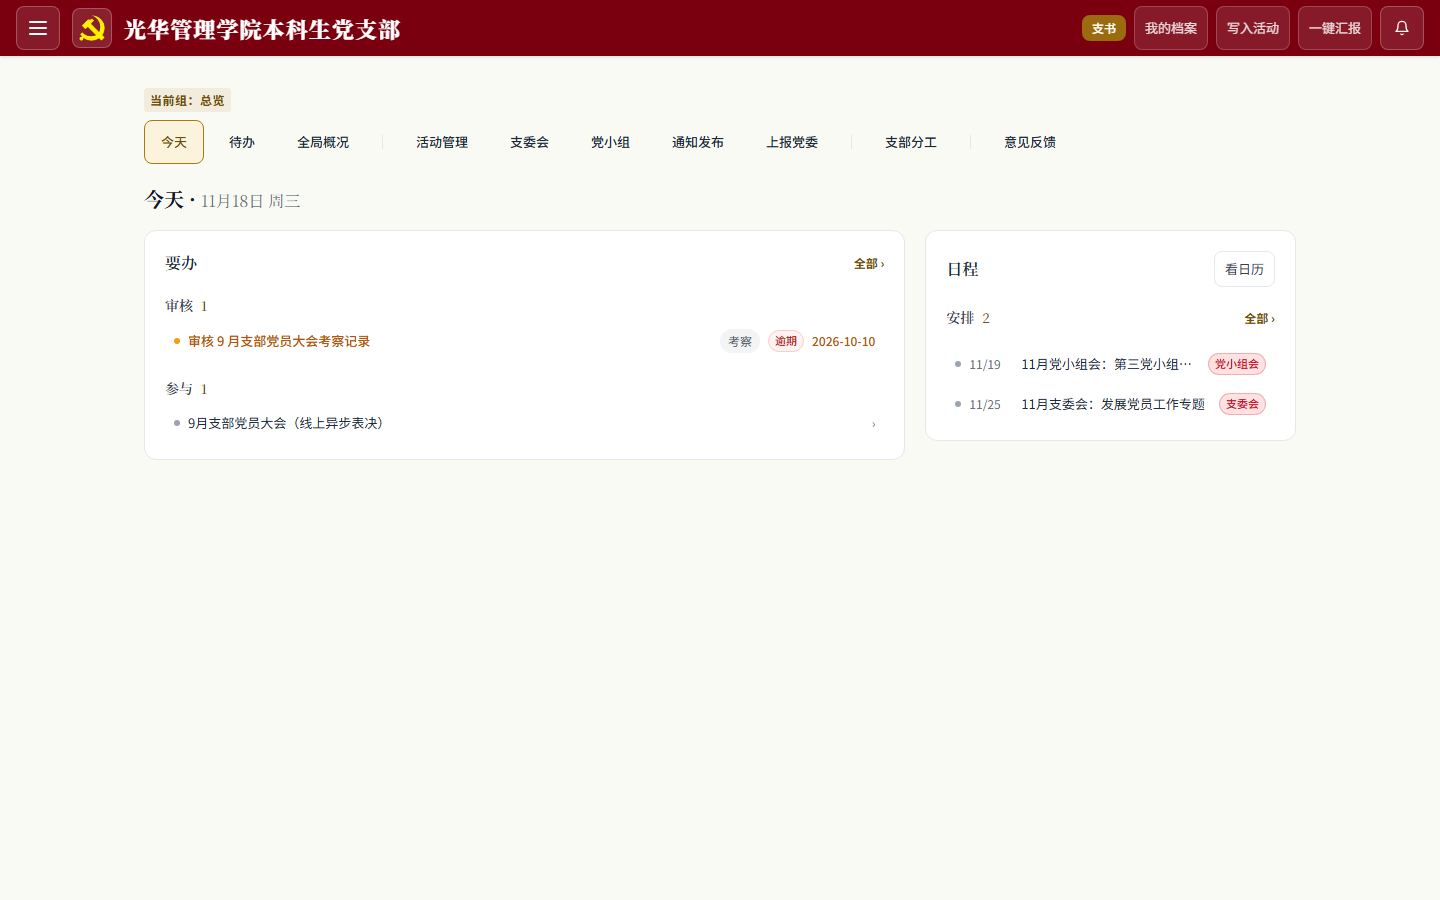 光华管理学院本科生党支部
支书
我的档案
写入活动
一键汇报
当前组：总览
今天
待办
全局概况
活动管理
支委会
党小组
通知发布
上报党委
支部分工
意见反馈
今天 · 11月18日 周三
要办
全部 ›
审核 1
审核 9 月支部党员大会考察记录
考察
逾期
2026-10-10
参与 1
9月支部党员大会（线上异步表决）
›
日程
看日历
安排 2
全部 ›
11/19 11月党小组会：第三党小组… 党小组会
11/25 11月支委会：发展党员工作专题 支委会